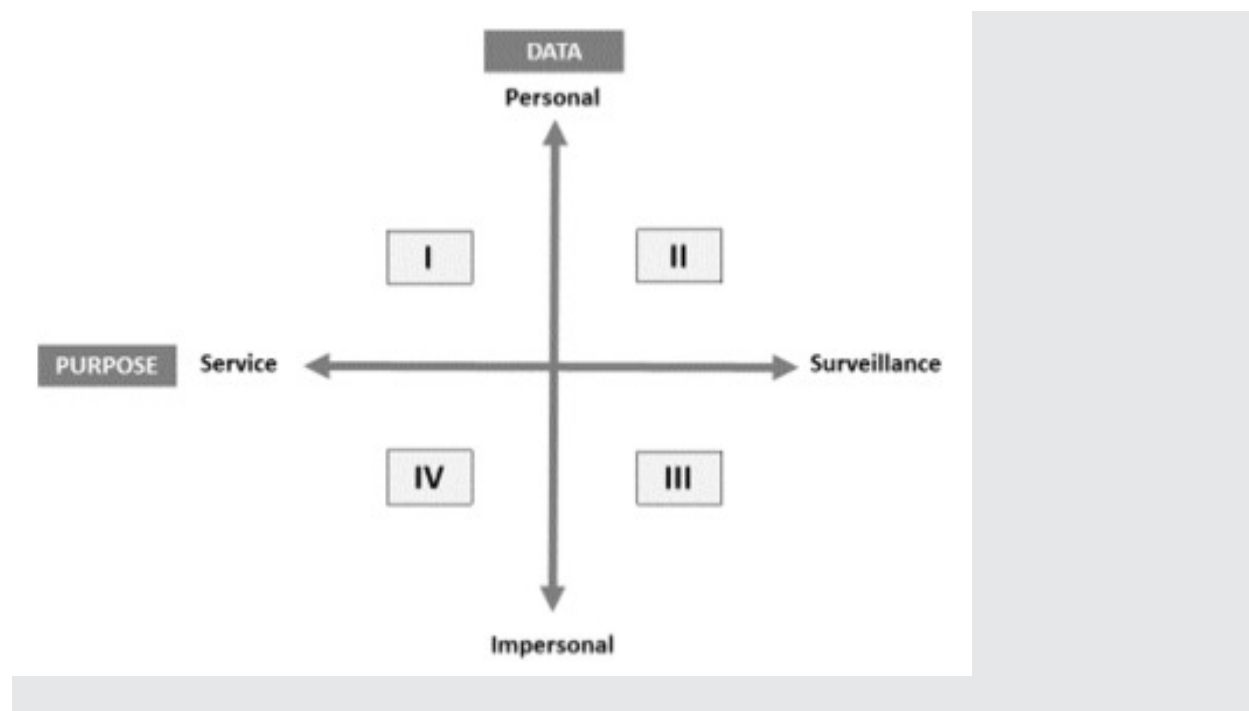 DATA
Personal
I
II
PURPOSE
Service
Surveillance
IV
III
Impersonal